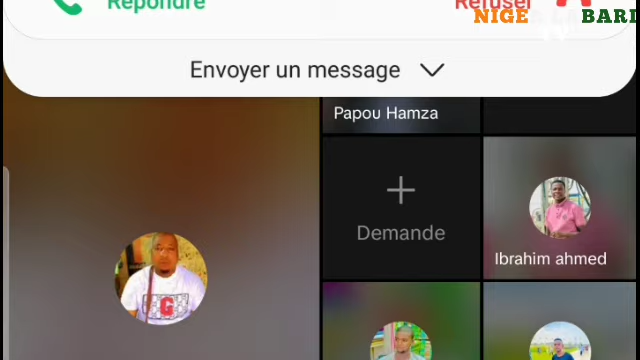 Répondre
Refuser
NIGE BARI
Envoyer un message
Papou Hamza
Demande
Ibrahim ahmed
G